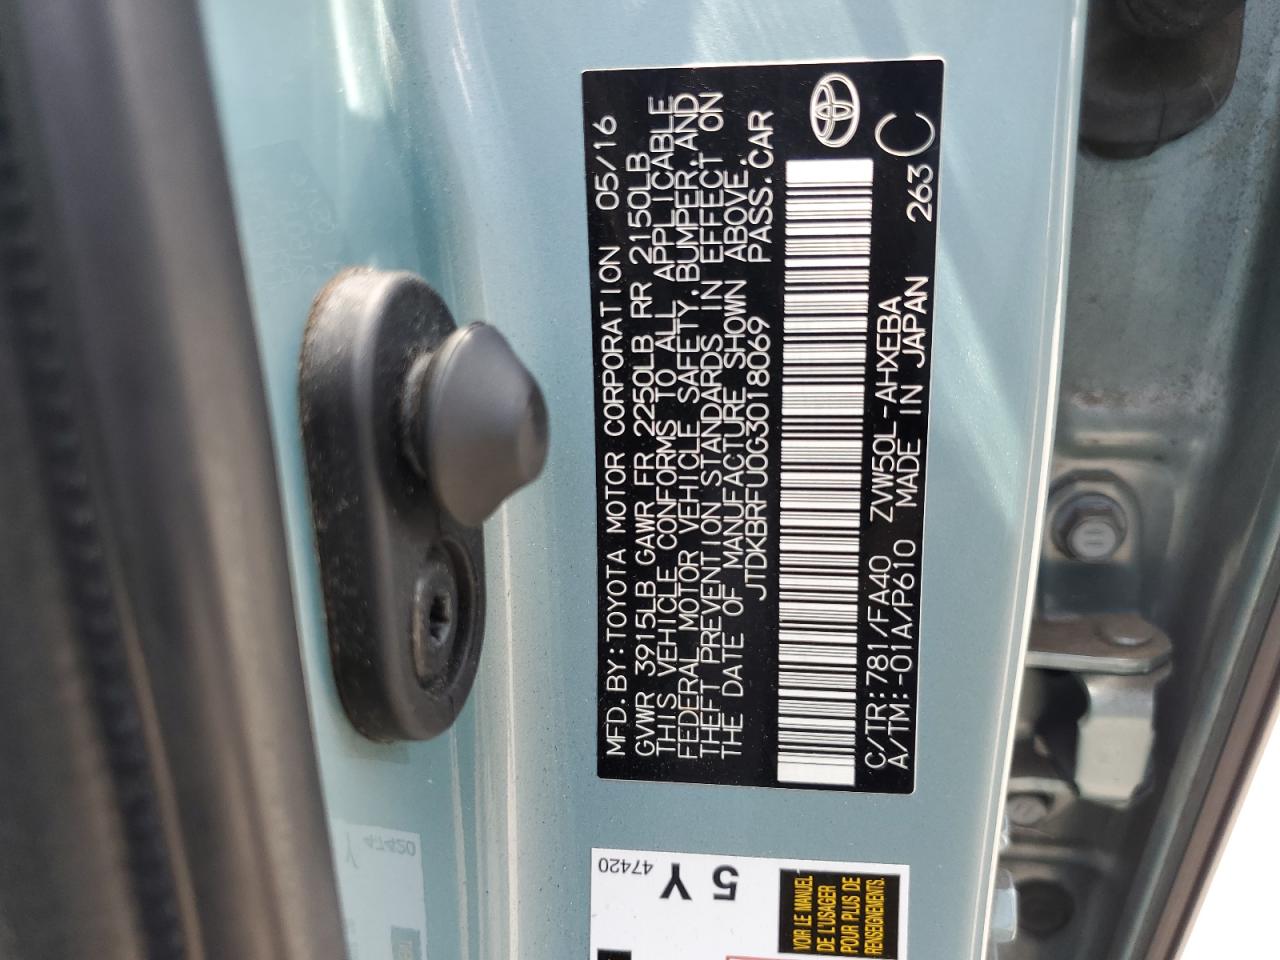 MFD.BY:TOYOTA MOTOR CORPORATION 05/16
GVWR 3915LB GAWR FR 2250LB RR 2150LB
THIS VEHICLE CONFORMS TO ALL APPLICABLE
FEDERAL MOTOR VEHICLE SAFETY,BUMPER,AND
THEFT PREVENTION STANDARDS IN EFFECT ON
THE DATE OF MANUFACTURE SHOWN ABOVE.
JTDKBRFU0G3018069 PASS.CAR
C/TR:781/FA40 ZVW50L-AHXEBA
A/TM:-01A/P610 MADE IN JAPAN 263 C
47420
5 Y
VOIR LE MANUEL
DE L'USAGER
POUR PLUS DE
RENSEIGNEMENTS.
Y 47420